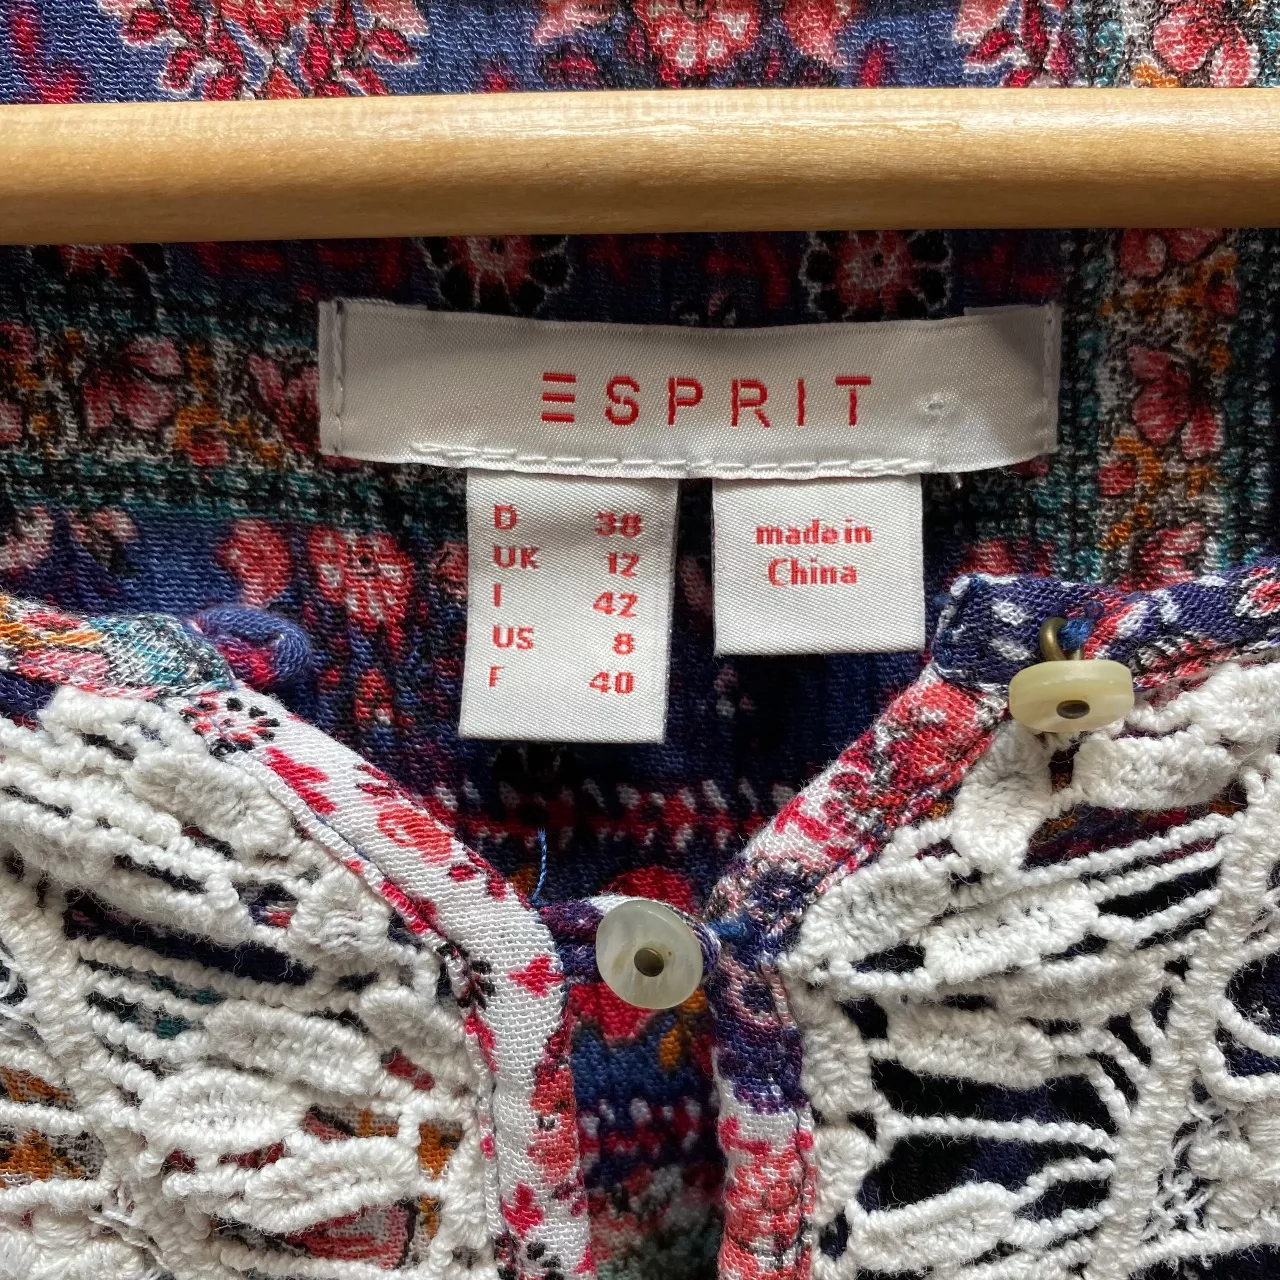 ESPRIT
D 38
UK 12
I 42
US 8
F 40
made in
China